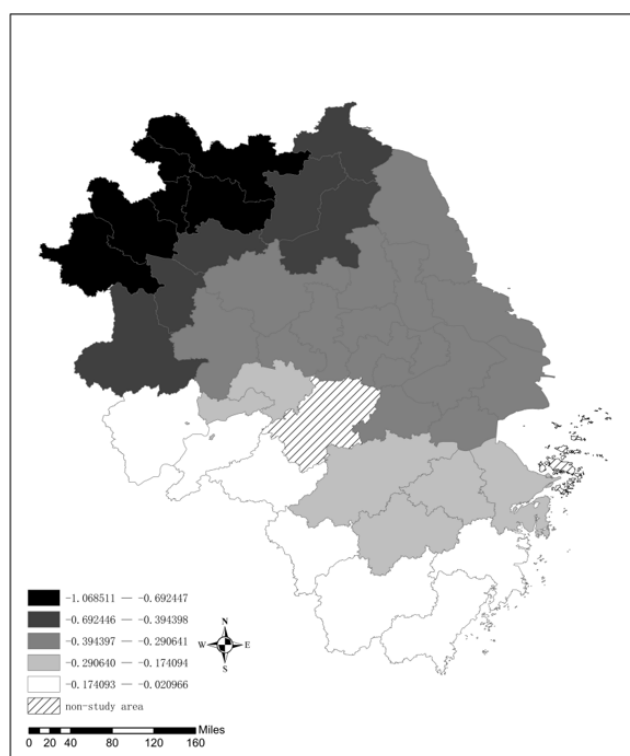 -1.068511 — -0.692447
-0.692446 — -0.394398
-0.394397 — -0.290641
-0.290640 — -0.174094
-0.174093 — -0.020966
non-study area
N
W E
S
Miles
0 20 40 80 120 160